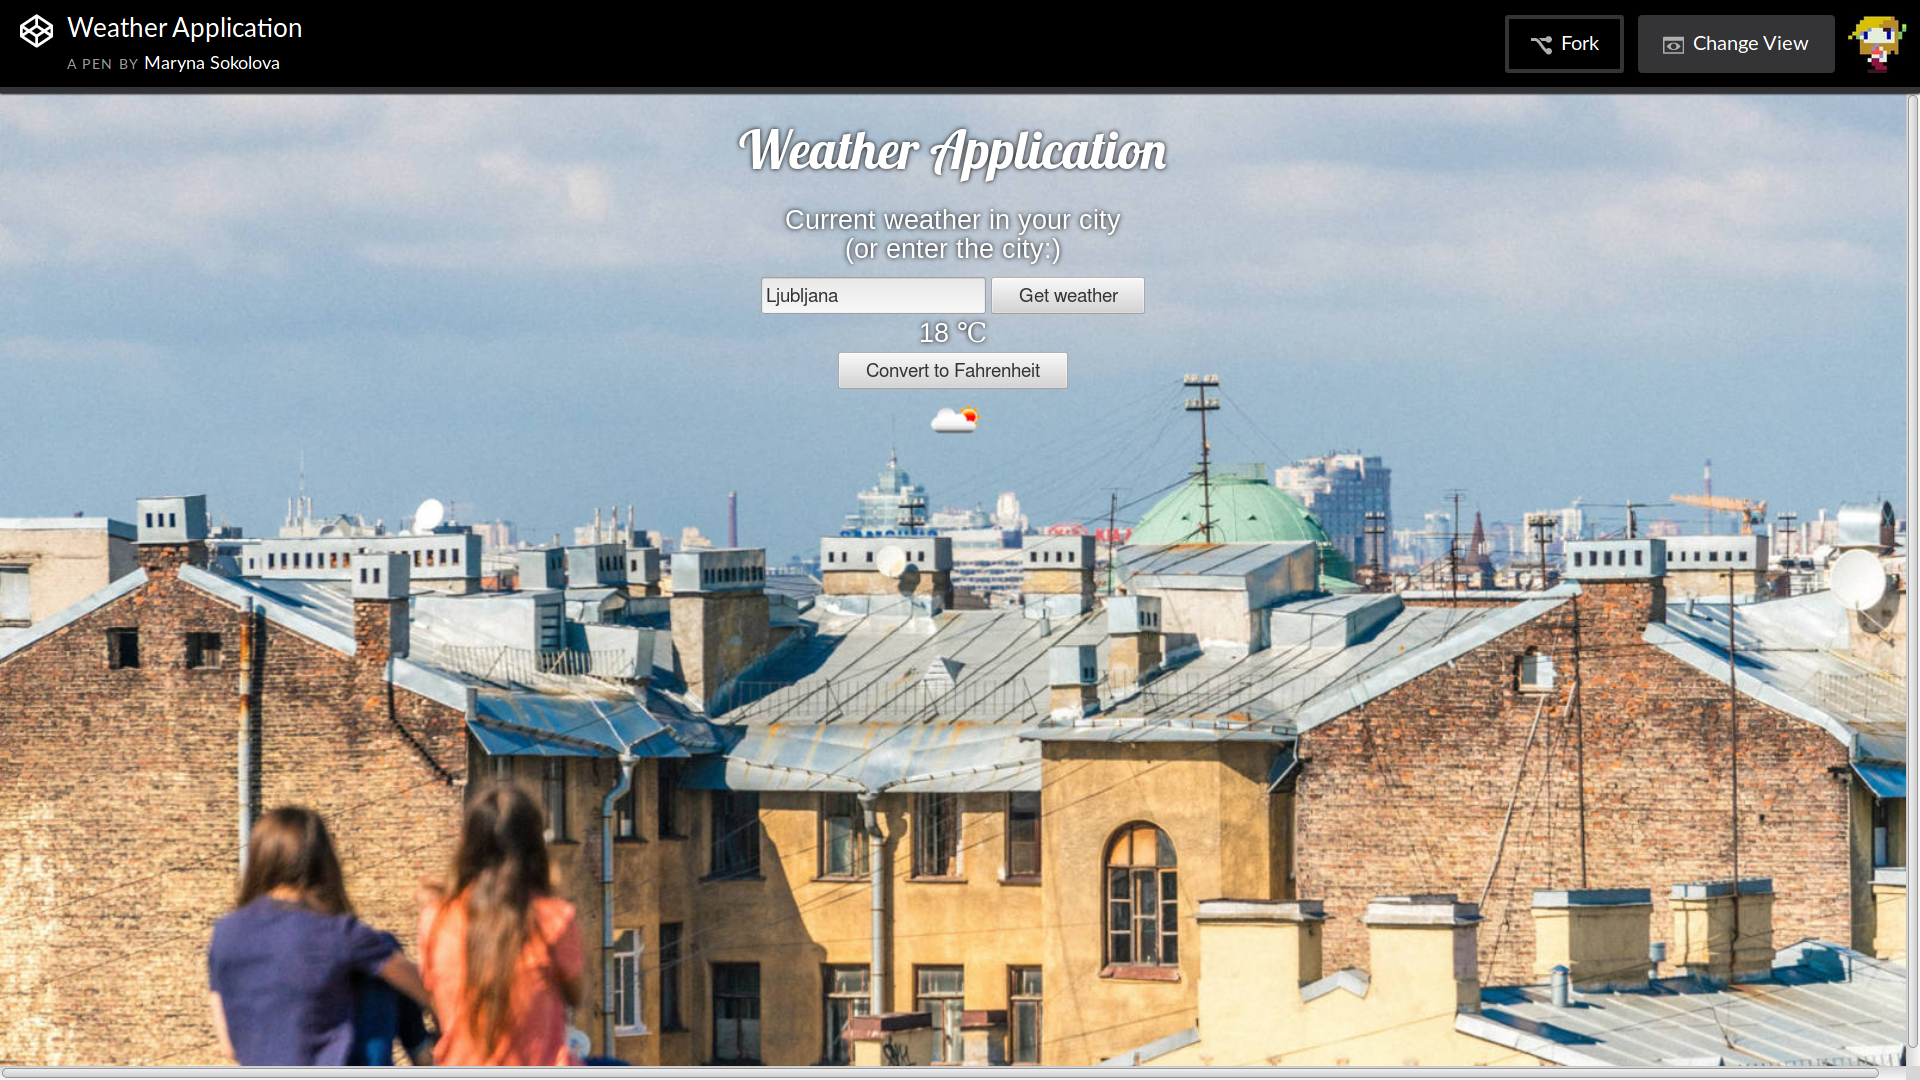 Weather Application
A PEN BY Maryna Sokolova
Fork
Change View
Weather Application
Current weather in your city
(or enter the city:)
Ljubljana
Get weather
18 ℃
Convert to Fahrenheit
KIA